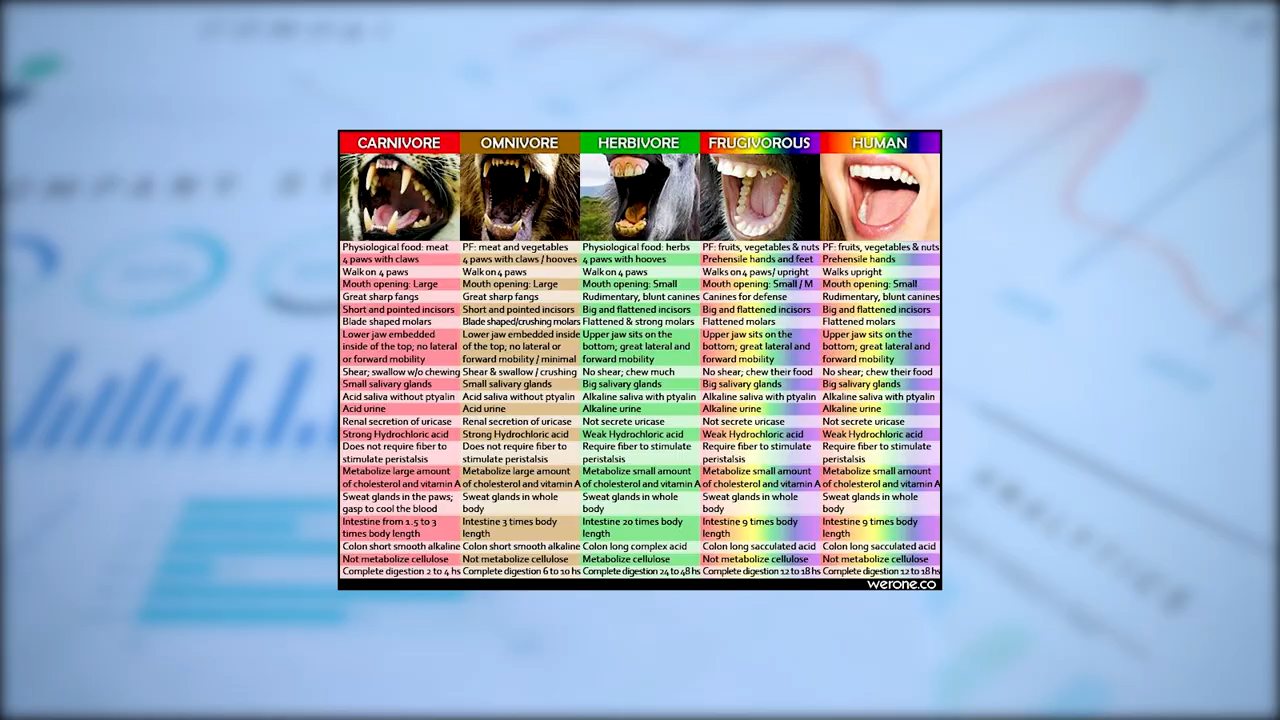 CARNIVORE OMNIVORE HERBIVORE FRUGIVOROUS HUMAN
Physiological food: meat PF: meat and vegetables Physiological food: herbs PF: fruits, vegetables & nuts PF: fruits, vegetables & nuts
4 paws with claws 4 paws with claws / hooves 4 paws with hooves Prehensile hands and feet Prehensile hands
Walk on 4 paws Walk on 4 paws Walk on 4 paws Walks on 4 paws/ upright Walks upright
Mouth opening: Large Mouth opening: Large Mouth opening: Small Mouth opening: Small / M Mouth opening: Small
Great sharp fangs Great sharp fangs Rudimentary, blunt canines Canines for defense Rudimentary, blunt canines
Short and pointed incisors Short and pointed incisors Big and flattened incisors Big and flattened incisors Big and flattened incisors
Blade shaped molars Blade shaped/crushing molars Flattened & strong molars Flattened molars Flattened molars
Lower jaw embedded Lower jaw embedded inside Upper jaw sits on the Upper jaw sits on the Upper jaw sits on the
inside of the top; no lateral of the top; no lateral or bottom; great lateral and bottom; great lateral and bottom; great lateral and
or forward mobility forward mobility / minimal forward mobility forward mobility forward mobility
Shear; swallow w/o chewing Shear & swallow / crushing No shear; chew much No shear; chew their food No shear; chew their food
Small salivary glands Small salivary glands Big salivary glands Big salivary glands Big salivary glands
Acid saliva without ptyalin Acid saliva without ptyalin Alkaline saliva with ptyalin Alkaline saliva with ptyalin Alkaline saliva with ptyalin
Acid urine Acid urine Alkaline urine Alkaline urine Alkaline urine
Renal secretion of uricase Renal secretion of uricase Not secrete uricase Not secrete uricase Not secrete uricase
Strong Hydrochloric acid Strong Hydrochloric acid Weak Hydrochloric acid Weak Hydrochloric acid Weak Hydrochloric acid
Does not require fiber to Does not require fiber to Require fiber to stimulate Require fiber to stimulate Require fiber to stimulate
stimulate peristalsis stimulate peristalsis peristalsis peristalsis peristalsis
Metabolize large amount Metabolize large amount Metabolize small amount Metabolize small amount Metabolize small amount
of cholesterol and vitamin A of cholesterol and vitamin A of cholesterol and vitamin A of cholesterol and vitamin A of cholesterol and vitamin A
Sweat glands in the paws; Sweat glands in whole Sweat glands in whole Sweat glands in whole Sweat glands in whole
gasp to cool the blood body body body body
Intestine from 1.5 to 3 Intestine 3 times body Intestine 20 times body Intestine 9 times body Intestine 9 times body
times body length length length length length
Colon short smooth alkaline Colon short smooth alkaline Colon long complex acid Colon long sacculated acid Colon long sacculated acid
Not metabolize cellulose Not metabolize cellulose Metabolize cellulose Not metabolize cellulose Not metabolize cellulose
Complete digestion 2 to 4 hs Complete digestion 6 to 10 hs Complete digestion 24 to 48 hs Complete digestion 12 to 18 hs Complete digestion 12 to 18 hs
werone.co